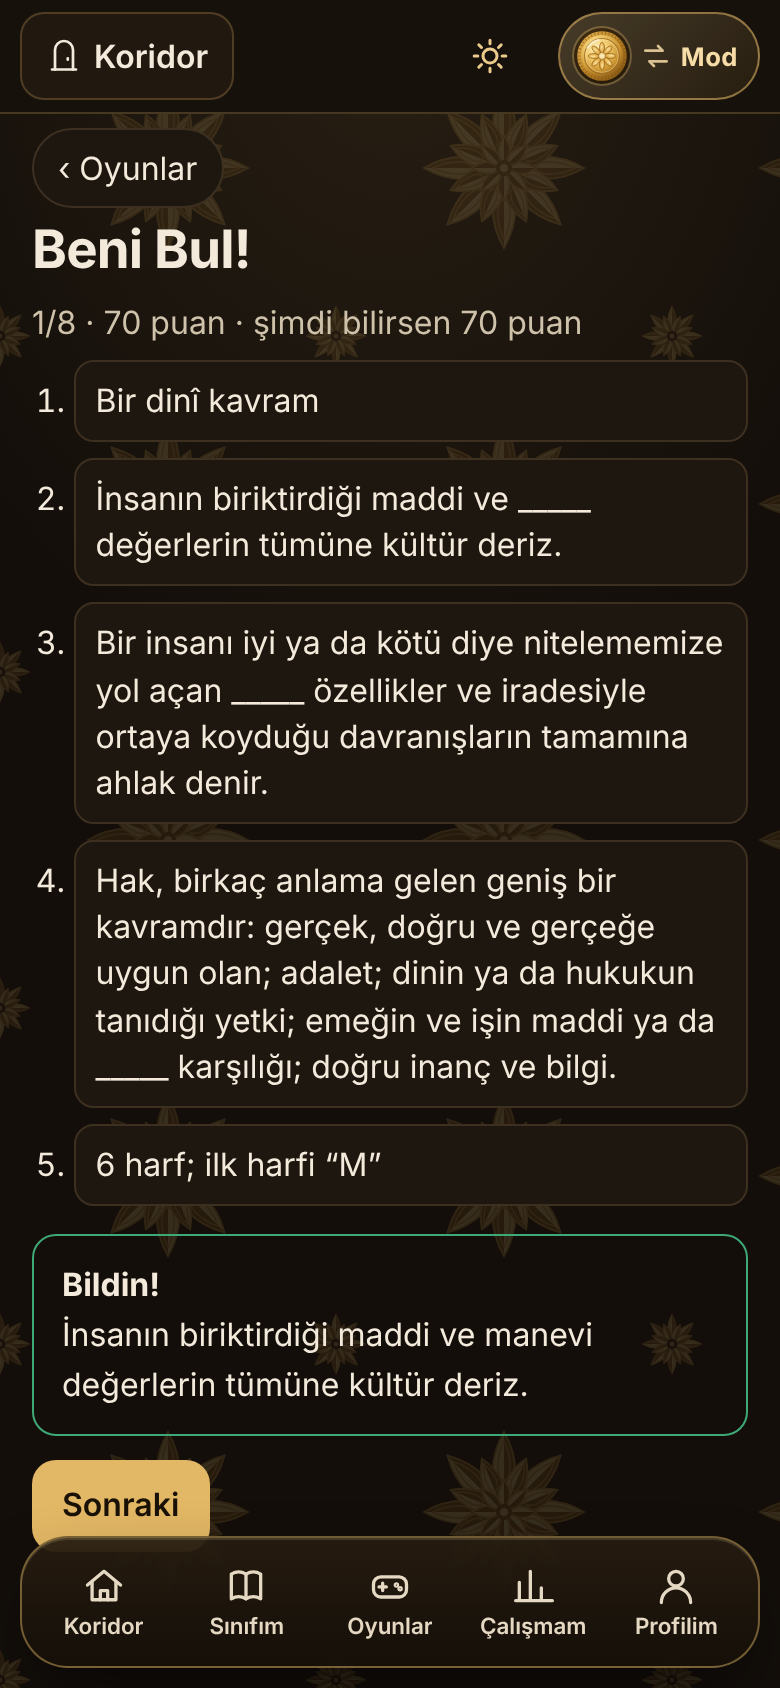 Koridor
Mod
‹ Oyunlar
Beni Bul!
1/8 · 70 puan · şimdi bilirsen 70 puan
1. Bir dinî kavram
2. İnsanın biriktirdiği maddi ve _____
değerlerin tümüne kültür deriz.
3. Bir insanı iyi ya da kötü diye nitelememize
yol açan _____ özellikler ve iradesiyle
ortaya koyduğu davranışların tamamına
ahlak denir.
4. Hak, birkaç anlama gelen geniş bir
kavramdır: gerçek, doğru ve gerçeğe
uygun olan; adalet; dinin ya da hukukun
tanıdığı yetki; emeğin ve işin maddi ya da
_____ karşılığı; doğru inanç ve bilgi.
5. 6 harf; ilk harfi “M”
Bildin!
İnsanın biriktirdiği maddi ve manevi
değerlerin tümüne kültür deriz.
Sonraki
Koridor Sınıfım Oyunlar Çalışmam Profilim